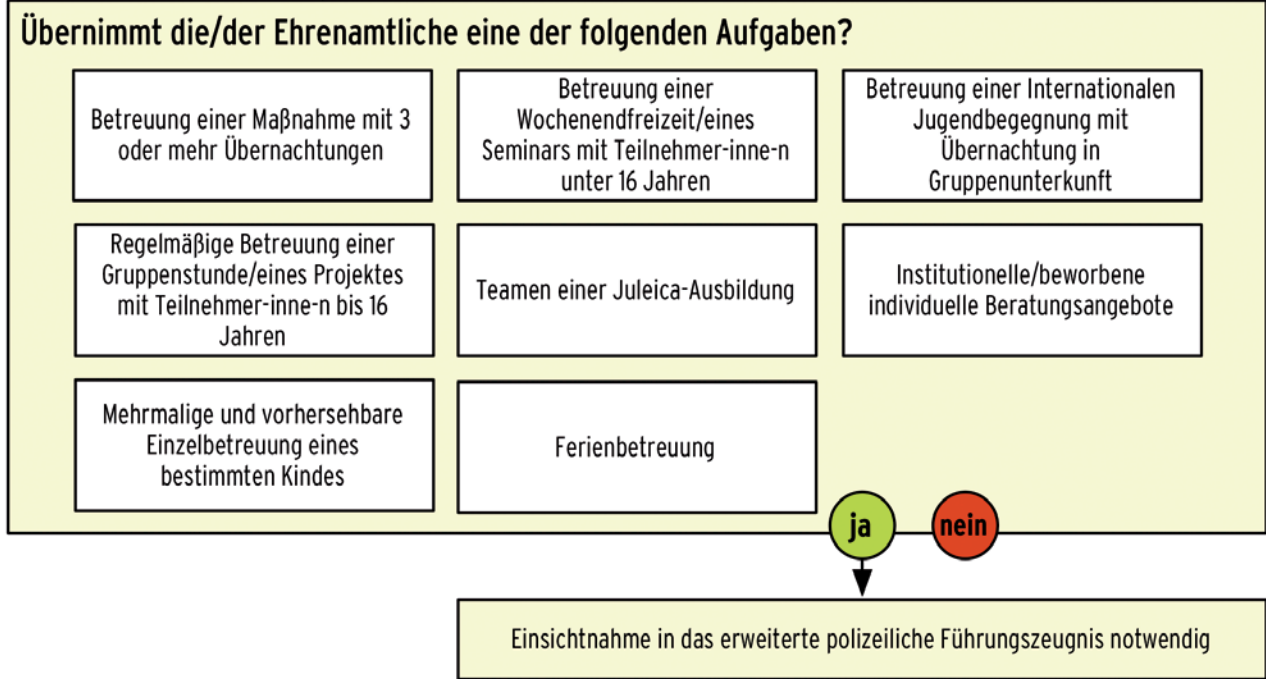 Übernimmt die/der Ehrenamtliche eine der folgenden Aufgaben?
Betreuung einer Maßnahme mit 3
oder mehr Übernachtungen
Betreuung einer
Wochenendfreizeit/eines
Seminars mit Teilnehmer-inne-n
unter 16 Jahren
Betreuung einer Internationalen
Jugendbegegnung mit
Übernachtung in
Gruppenunterkunft
Regelmäßige Betreuung einer
Gruppenstunde/eines Projektes
mit Teilnehmer-inne-n bis 16
Jahren
Teamen einer Juleica-Ausbildung
Institutionelle/beworbene
individuelle Beratungsangebote
Mehrmalige und vorhersehbare
Einzelbetreuung eines
bestimmten Kindes
Ferienbetreuung
ja
nein
Einsichtnahme in das erweiterte polizeiliche Führungszeugnis notwendig